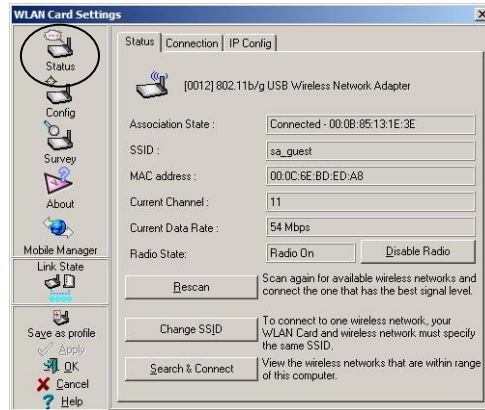 WLAN Card Settings
Status
Config
Survey
About
Mobile Manager
Link State
Save as profile
Apply
OK
Cancel
Help
Status Connection IP Config
[0012] 802.11b/g USB Wireless Network Adapter
Association State : Connected - 00:0B:85:13:1E:3E
SSID : sa_guest
MAC address : 00:0C:6E:BD:ED:A8
Current Channel : 11
Current Data Rate : 54 Mbps
Radio State: Radio On Disable Radio
Rescan
Scan again for available wireless networks and
connect the one that has the best signal level.
Change SSID
To connect to one wireless network, your
WLAN Card and wireless network must specify
the same SSID.
Search & Connect
View the wireless networks that are within range
of this computer.